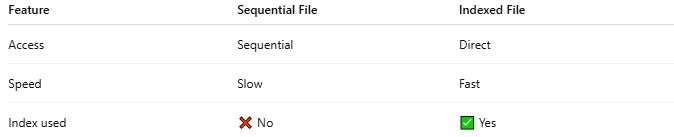 Feature Sequential File Indexed File
Access Sequential Direct
Speed Slow Fast
Index used ❌ No ✅ Yes